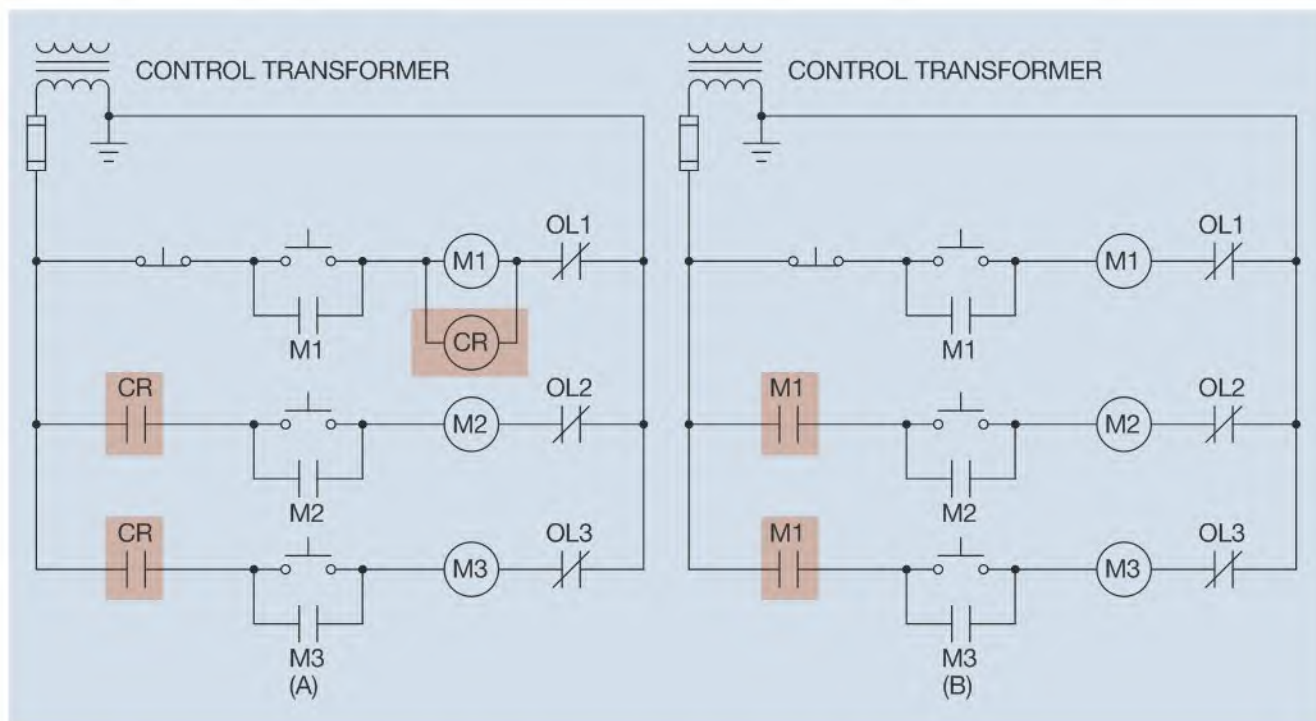 CONTROL TRANSFORMER
M1
OL1
M1
CR
CR
M2
OL2
M2
CR
M3
OL3
M3
(A)
CONTROL TRANSFORMER
M1
OL1
M1
M1
M2
OL2
M2
M1
M3
OL3
M3
(B)